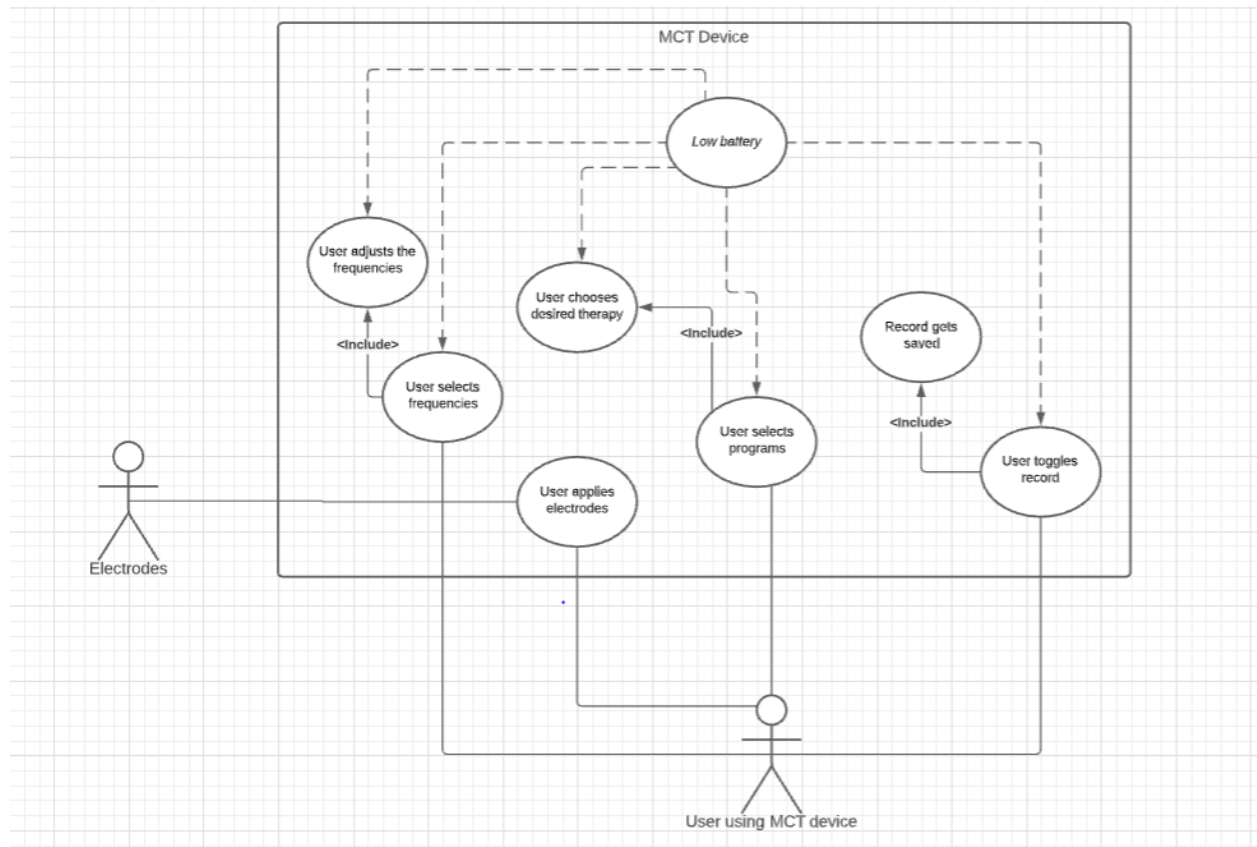 MCT Device
Low battery
User adjusts the
frequencies
User chooses
desired therapy
<Include>
Record gets
saved
<Include>
User selects
frequencies
<Include>
User selects
programs
User toggles
record
User applies
electrodes
Electrodes
User using MCT device